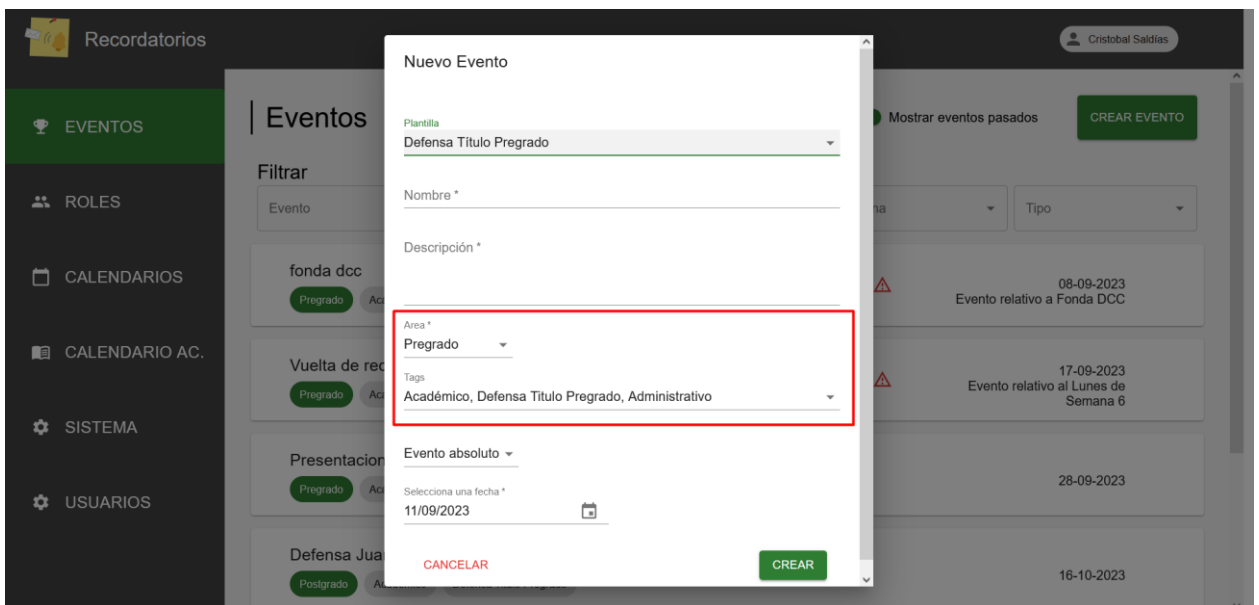 Recordatorios
Cristobal Saldías
Nuevo Evento
EVENTOS
Eventos
Mostrar eventos pasados
CREAR EVENTO
Plantilla
Defensa Título Pregrado
Filtrar
ROLES
Evento
Nombre *
Tipo
Descripción *
CALENDARIOS
fonda dcc
Pregrado
08-09-2023
Evento relativo a Fonda DCC
Area *
Pregrado
CALENDARIO AC.
Vuelta de rec
Pregrado
Tags
Académico, Defensa Titulo Pregrado, Administrativo
17-09-2023
Evento relativo al Lunes de
Semana 6
SISTEMA
Evento absoluto
Presentacion
Pregrado
28-09-2023
Selecciona una fecha *
11/09/2023
USUARIOS
Defensa Jua
Postgrado
CANCELAR
CREAR
16-10-2023